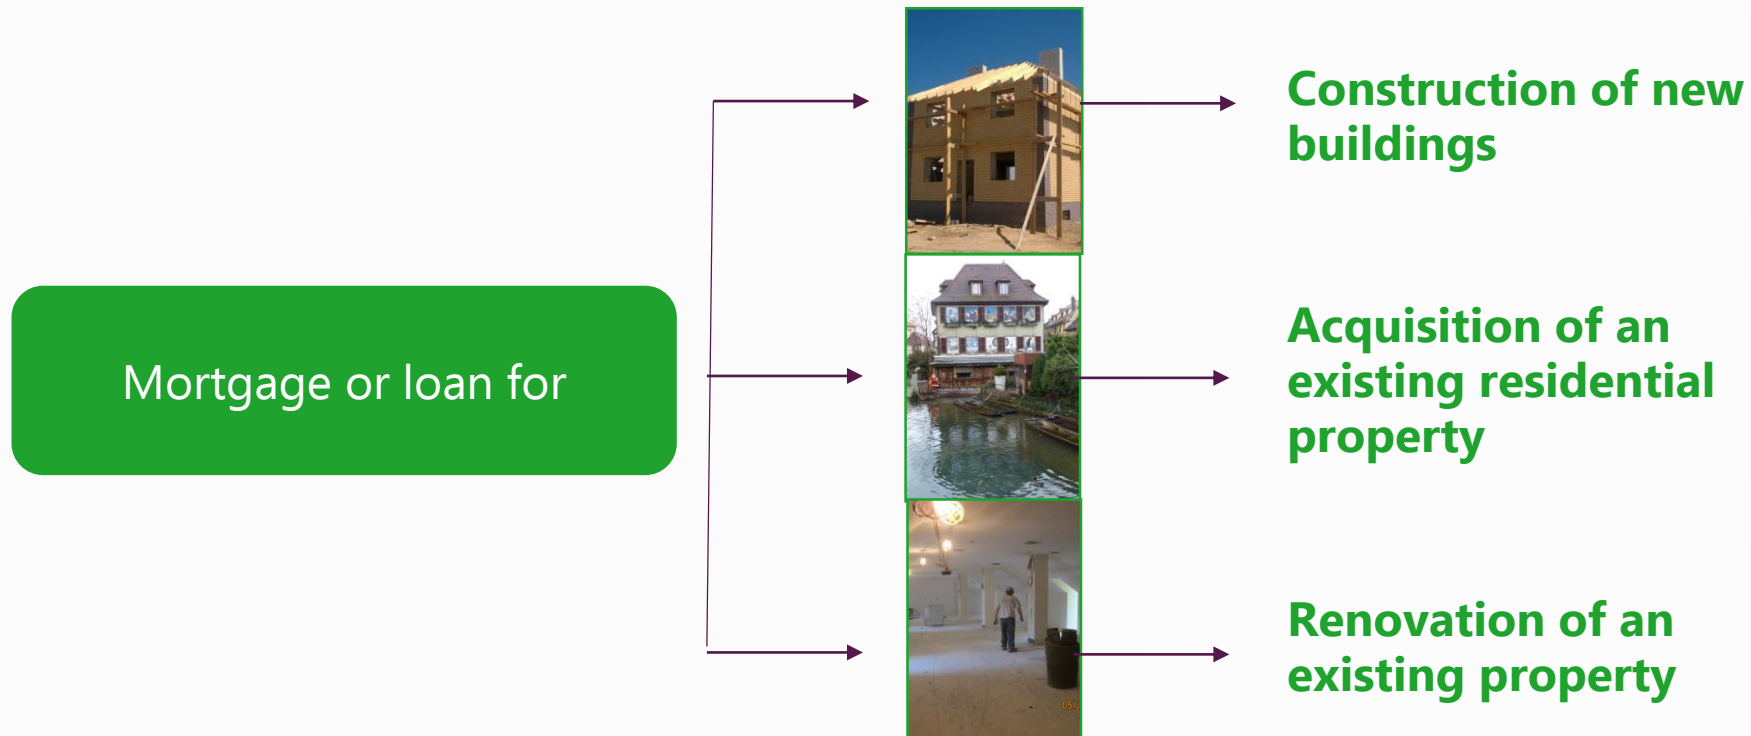 Mortgage or loan for
Construction of new
buildings
Acquisition of an
existing residential
property
Renovation of an
existing property